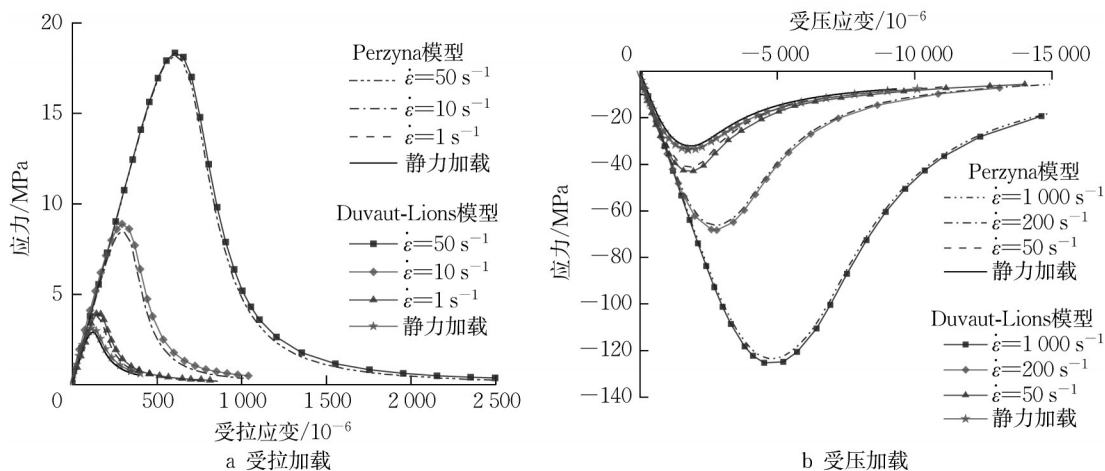 20
15
10
5
0
500
1 000
1 500
2 000
2 500
应力/MPa
受拉应变/10⁻⁶
Perzyna模型
ε̇=50 s⁻¹
ε̇=10 s⁻¹
ε̇=1 s⁻¹
静力加载
Duvaut-Lions模型
ε̇=50 s⁻¹
ε̇=10 s⁻¹
ε̇=1 s⁻¹
静力加载
a 受拉加载
受压应变/10⁻⁶
0
−5 000
−10 000
−15 000
−20
−40
−60
−80
−100
−120
−140
应力/MPa
Perzyna模型
ε̇=1 000 s⁻¹
ε̇=200 s⁻¹
ε̇=50 s⁻¹
静力加载
Duvaut-Lions模型
ε̇=1 000 s⁻¹
ε̇=200 s⁻¹
ε̇=50 s⁻¹
静力加载
b 受压加载